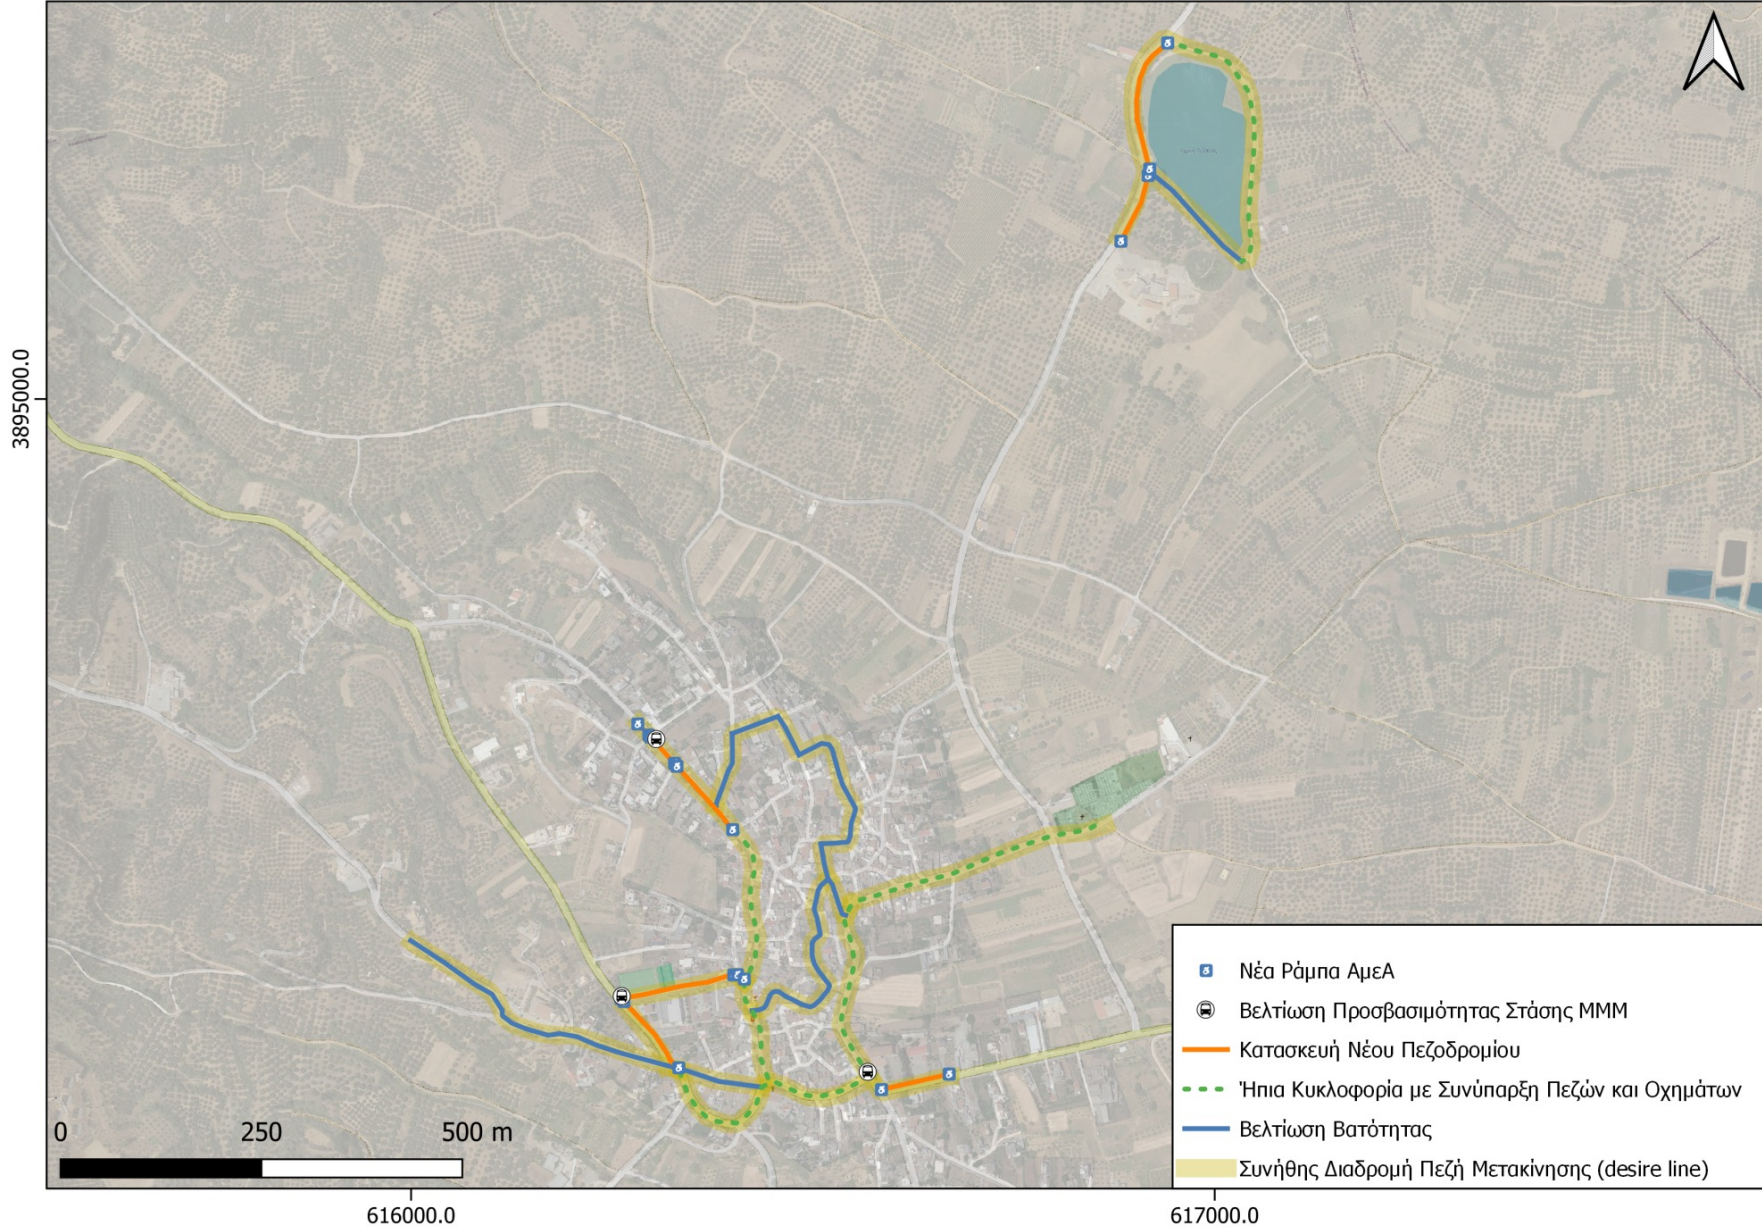 3895000.0
Νέα Ράμπα ΑμεΑ
Βελτίωση Προσβασιμότητας Στάσης ΜΜΜ
Κατασκευή Νέου Πεζοδρομίου
Ήπια Κυκλοφορία με Συνύπαρξη Πεζών και Οχημάτων
Βελτίωση Βατότητας
Συνήθης Διαδρομή Πεζή Μετακίνησης (desire line)
0 250 500 m
616000.0 617000.0